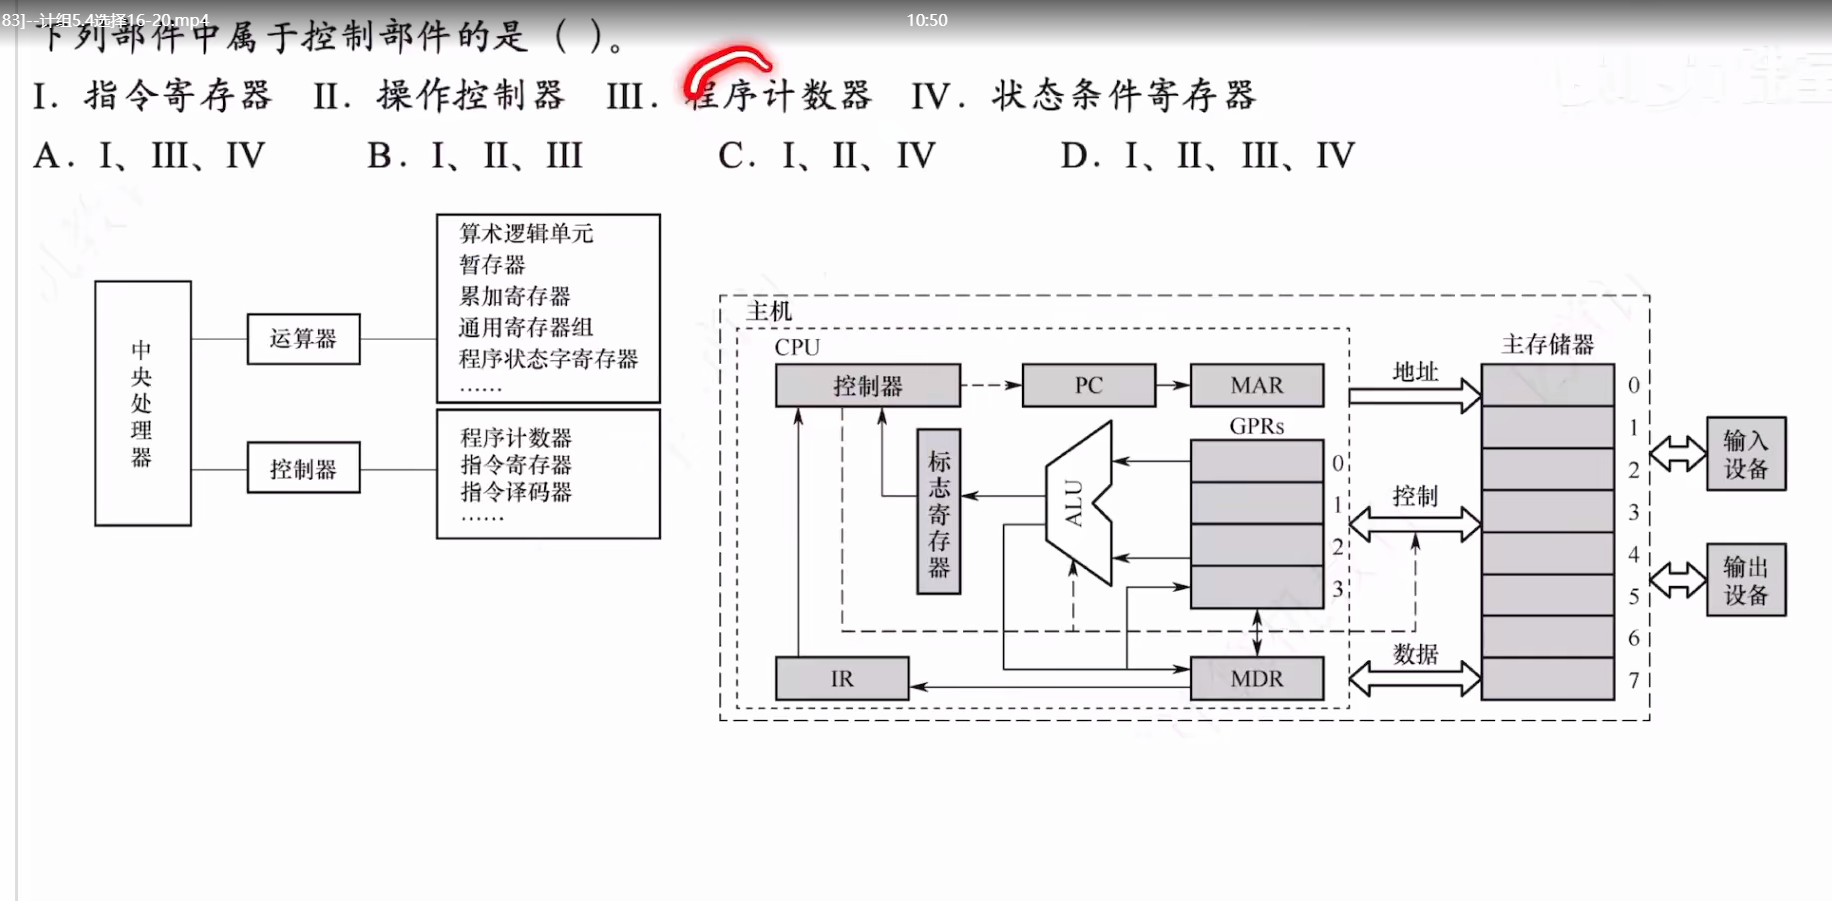 83]--计组5.4选择16-20.mp4
10:50
下列部件中属于控制部件的是（ ）。
I. 指令寄存器 II. 操作控制器 III. 程序计数器 IV. 状态条件寄存器
A. I、III、IV B. I、II、III C. I、II、IV D. I、II、III、IV
中央处理器
运算器
算术逻辑单元
暂存器
累加寄存器
通用寄存器组
程序状态字寄存器
……
控制器
程序计数器
指令寄存器
指令译码器
……
主机
CPU
控制器
PC
MAR
地址
主存储器
GPRs
标志寄存器
ALU
0
1
2
3
控制
IR
MDR
数据
0
1
2
3
4
5
6
7
输入设备
输出设备